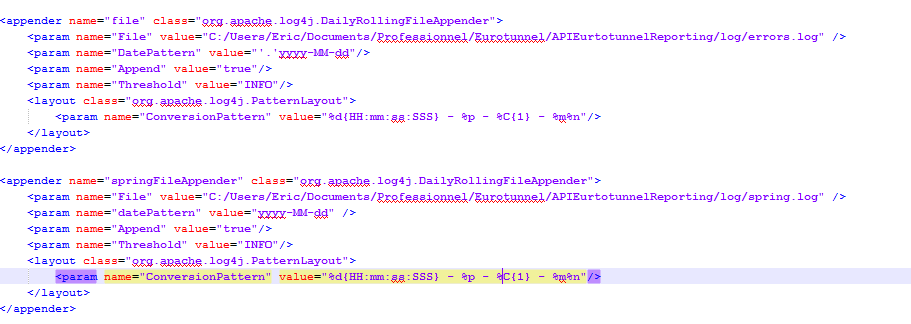 <appender name="file" class="org.apache.log4j.DailyRollingFileAppender">
<param name="File" value="C:/Users/Eric/Documents/Professionnel/Eurotunnel/APIEurtotunnelReporting/log/errors.log" />
<param name="DatePattern" value="'.'yyyy-MM-dd"/>
<param name="Append" value="true"/>
<param name="Threshold" value="INFO"/>
<layout class="org.apache.log4j.PatternLayout">
<param name="ConversionPattern" value="%d{HH:mm:ss:SSS} - %p - %C{1} - %m%n"/>
</layout>
</appender>
<appender name="springFileAppender" class="org.apache.log4j.DailyRollingFileAppender">
<param name="File" value="C:/Users/Eric/Documents/Professionnel/Eurotunnel/APIEurtotunnelReporting/log/spring.log" />
<param name="datePattern" value="yyyy-MM-dd" />
<param name="Append" value="true"/>
<param name="Threshold" value="INFO"/>
<layout class="org.apache.log4j.PatternLayout">
<param name="ConversionPattern" value="%d{HH:mm:ss:SSS} - %p - %C{1} - %m%n"/>
</layout>
</appender>